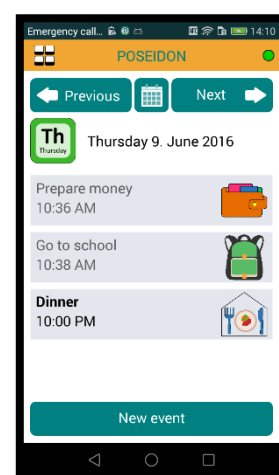 Emergency call... 14:10
POSEIDON
Previous Next
Th
Thursday
Thursday 9. June 2016
Prepare money
10:36 AM
Go to school
10:38 AM
Dinner
10:00 PM
New event